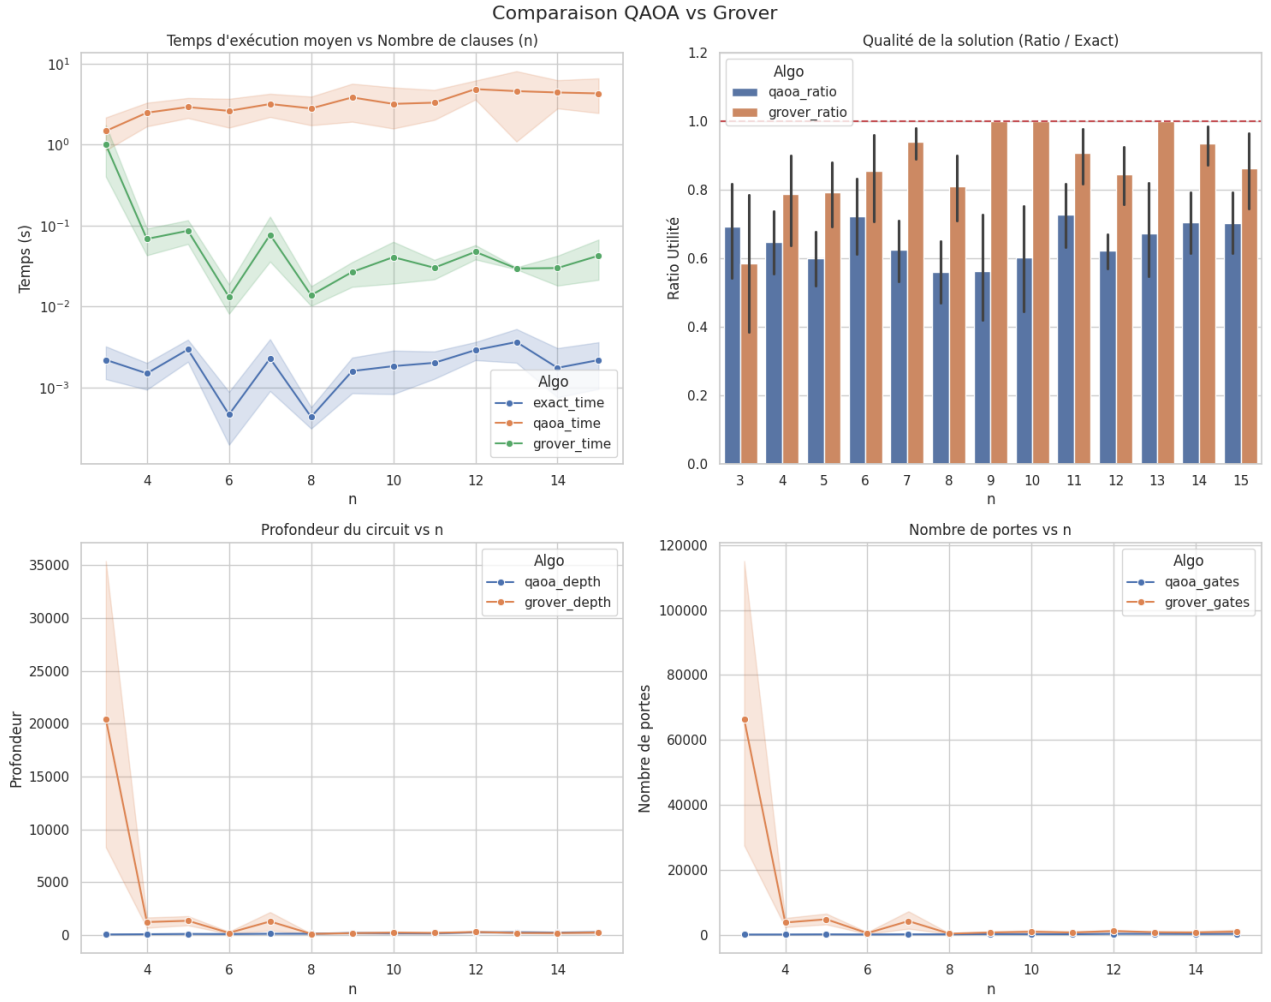 Comparaison QAOA vs Grover
Temps d'exécution moyen vs Nombre de clauses (n)
10¹
10⁰
10⁻¹
10⁻²
10⁻³
Temps (s)
Algo
exact_time
qaoa_time
grover_time
4 6 8 10 12 14
n
Qualité de la solution (Ratio / Exact)
1.2
1.0
0.8
0.6
0.4
0.2
0.0
Ratio Utilité
Algo
qaoa_ratio
grover_ratio
3 4 5 6 7 8 9 10 11 12 13 14 15
n
Profondeur du circuit vs n
35000
30000
25000
20000
15000
10000
5000
0
Profondeur
Algo
qaoa_depth
grover_depth
4 6 8 10 12 14
n
Nombre de portes vs n
120000
100000
80000
60000
40000
20000
0
Nombre de portes
Algo
qaoa_gates
grover_gates
4 6 8 10 12 14
n